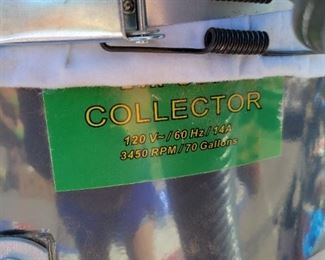 COLLECTOR
120 V~/60 Hz/14A
3450 RPM/70 Gallons